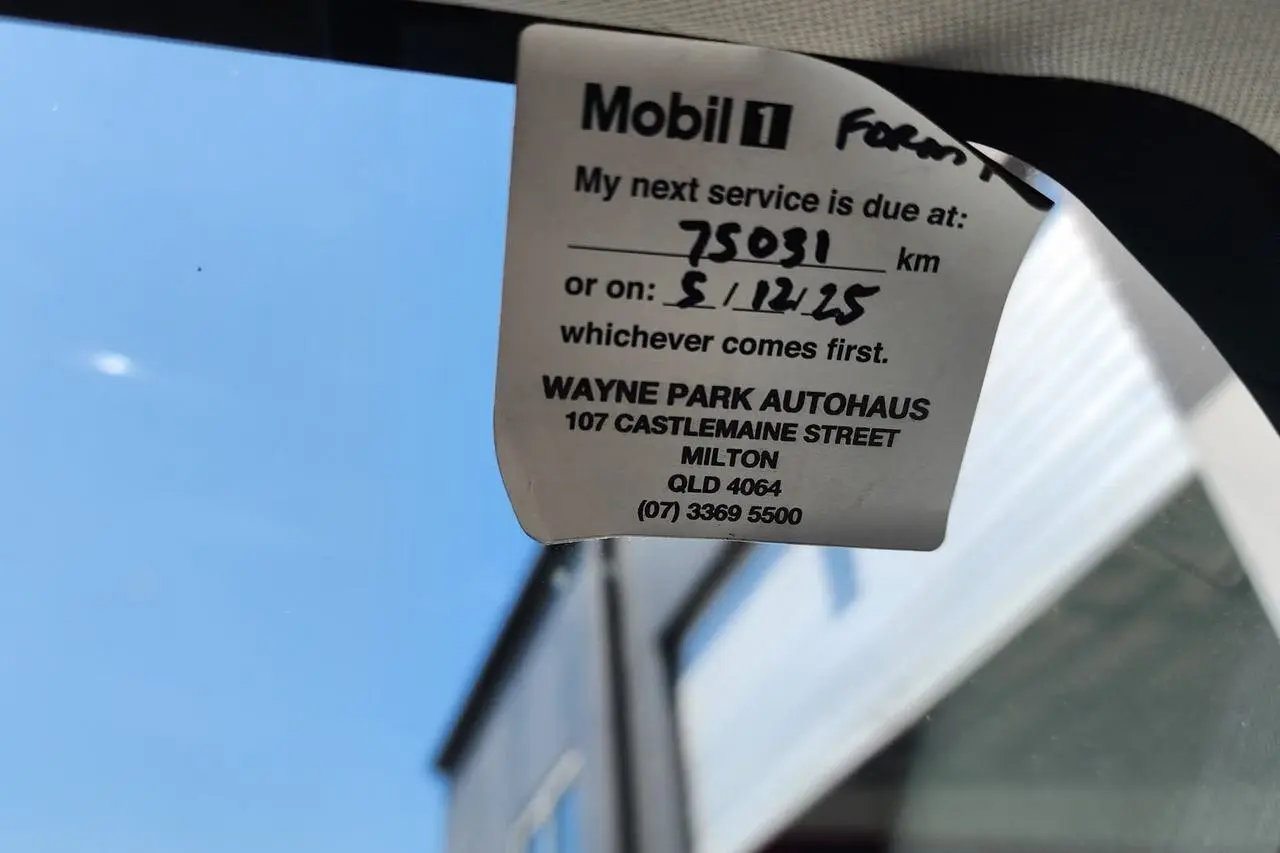 Mobil 1 FORM
My next service is due at:
75031 km
or on: 5/12/25
whichever comes first.
WAYNE PARK AUTOHAUS
107 CASTLEMAINE STREET
MILTON
QLD 4064
(07) 3369 5500